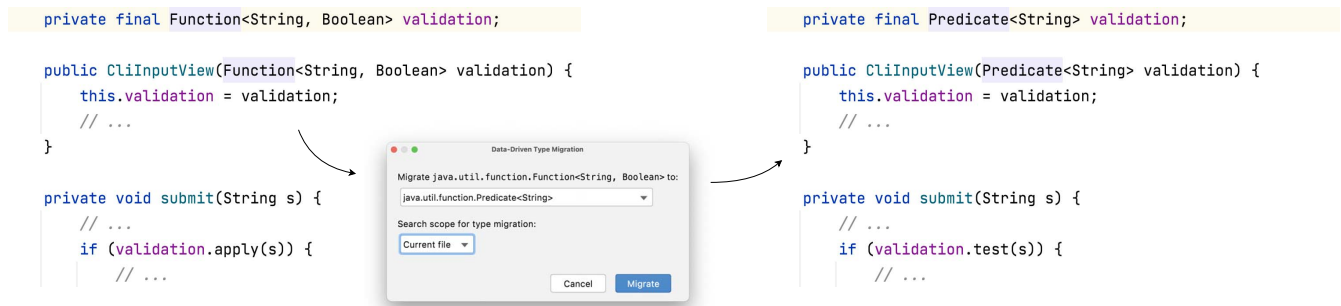 private final Function<String, Boolean> validation;
public CliInputView(Function<String, Boolean> validation) {
this.validation = validation;
// ...
}
private void submit(String s) {
// ...
if (validation.apply(s)) {
// ...
Data-Driven Type Migration
Migrate java.util.function.Function<String, Boolean> to:
java.util.function.Predicate<String>
Search scope for type migration:
Current file
Cancel Migrate
private final Predicate<String> validation;
public CliInputView(Predicate<String> validation) {
this.validation = validation;
// ...
}
private void submit(String s) {
// ...
if (validation.test(s)) {
// ...